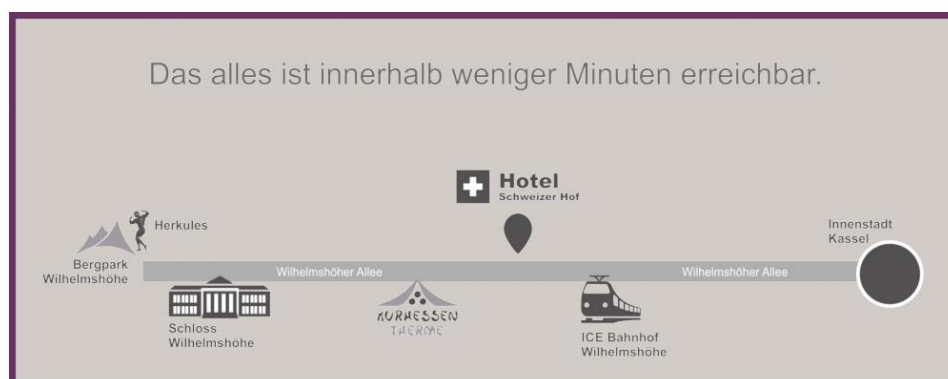 Das alles ist innerhalb weniger Minuten erreichbar.
Hotel
Schweizer Hof
Herkules
Innenstadt
Kassel
Bergpark
Wilhelmshöhe
Wilhelmshöher Allee
Wilhelmshöher Allee
Schloss
Wilhelmshöhe
KURHESSEN
THERME
ICE Bahnhof
Wilhelmshöhe